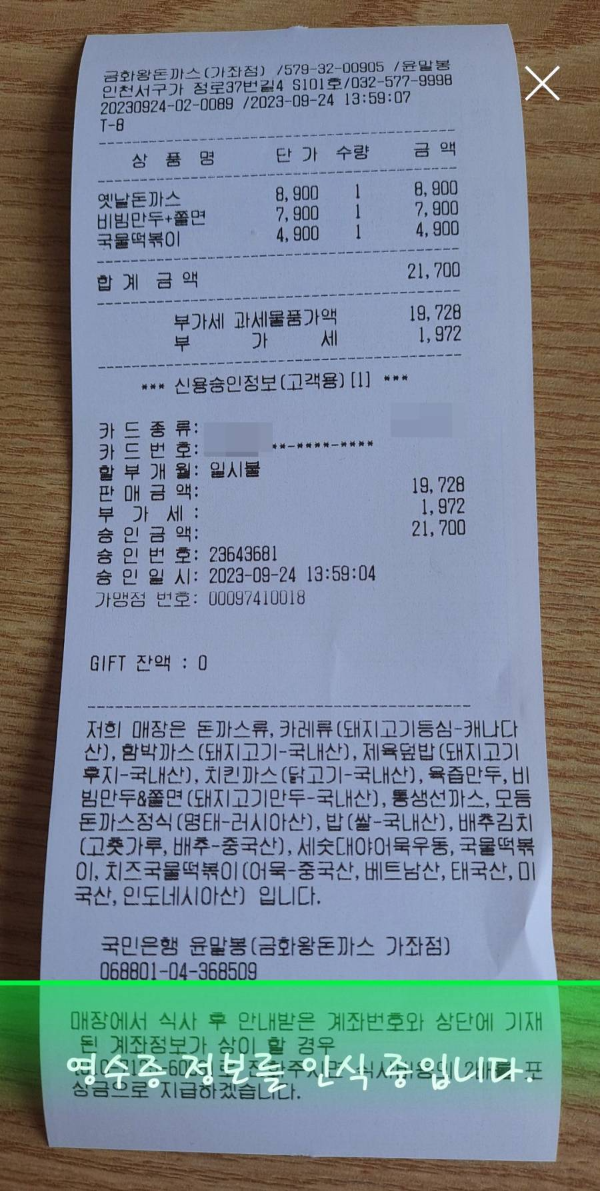 금화왕돈까스(가좌점) /579-32-00905 /윤말봉
인천서구가 정로37번길4 S101호/032-577-9998
20230924-02-0089 /2023-09-24 13:59:07
T-8
상 품 명 단 가 수량 금 액
옛날돈까스 8,900 1 8,900
비빔만두+쫄면 7,900 1 7,900
국물떡볶이 4,900 1 4,900
합 계 금 액 21,700
부가세 과세물품가액 19,728
부 가 세 1,972
*** 신용승인정보(고객용)[1] ***
카 드 종 류:
카 드 번 호: **-****-****
할 부 개 월: 일시불
판 매 금 액: 19,728
부 가 세 : 1,972
승 인 금 액: 21,700
승 인 번 호: 23643681
승 인 일 시: 2023-09-24 13:59:04
가맹점 번호: 00097410018
GIFT 잔액 : 0
저희 매장은 돈까스류, 카레류(돼지고기등심-캐나다
산), 함박까스(돼지고기-국내산), 제육덮밥(돼지고기
후지-국내산), 치킨까스(닭고기-국내산), 육즙만두, 비
빔만두&쫄면(돼지고기만두-국내산), 통생선까스, 모듬
돈까스정식(명태-러시아산), 밥(쌀-국내산), 배추김치
(고춧가루, 배추-중국산), 세숫대야어묵우동, 국물떡볶
이, 치즈국물떡볶이(어묵-중국산, 베트남산, 태국산, 미
국산, 인도네시아산) 입니다.
국민은행 윤말봉(금화왕돈까스 가좌점)
068801-04-368509
매장에서 식사 후 안내받은 계좌번호와 상단에 기재
된 계좌정보가 상이 할 경우
영수증 정보를 인식 중입니다.
포
상금으로 지급하겠습니다.